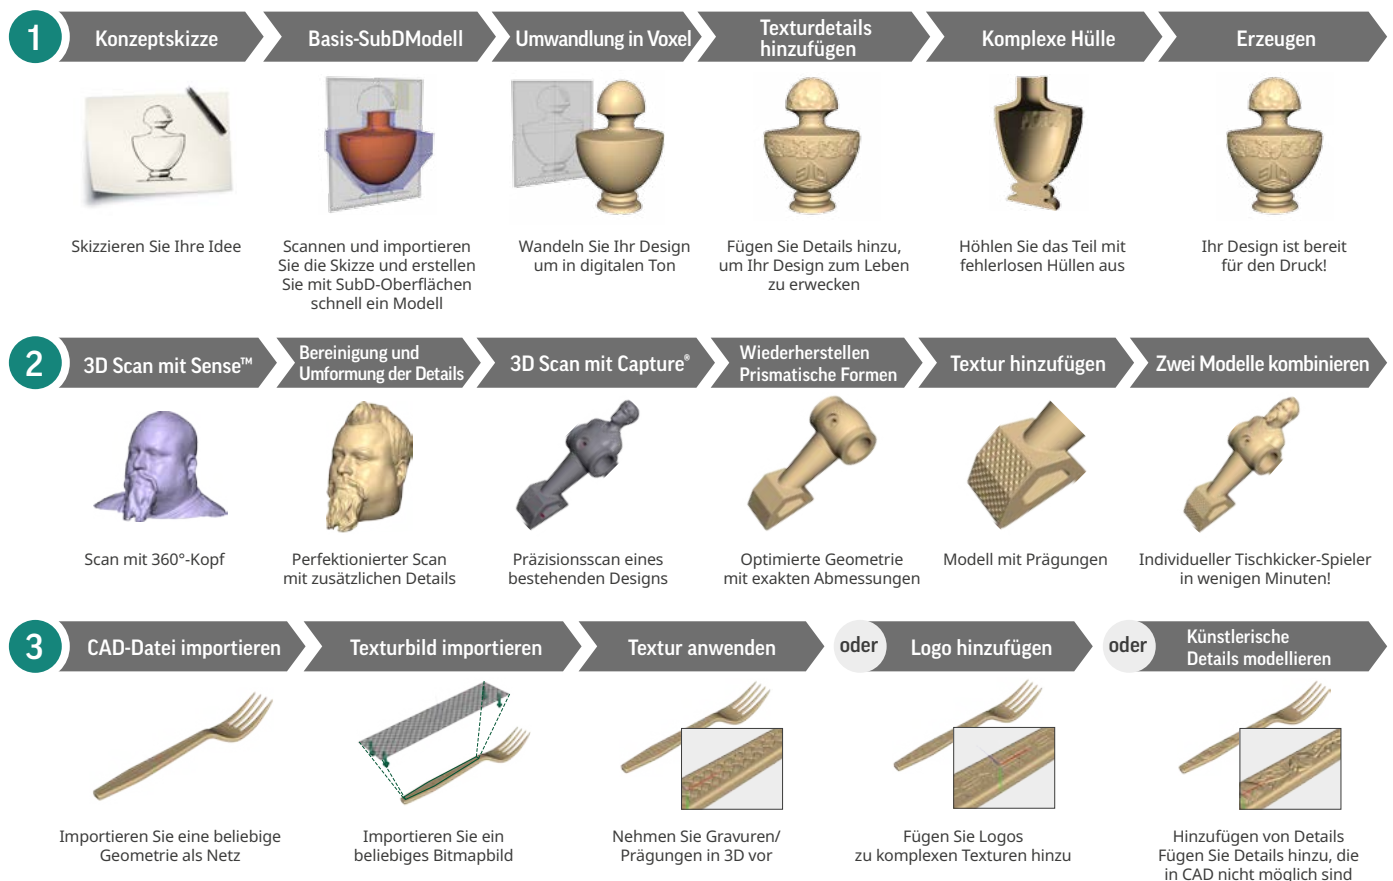 1
Konzeptskizze
Basis-SubDModell
Umwandlung in Voxel
Texturdetails
hinzufügen
Komplexe Hülle
Erzeugen
Skizzieren Sie Ihre Idee
Scannen und importieren
Sie die Skizze und erstellen
Sie mit SubD-Oberflächen
schnell ein Modell
Wandeln Sie Ihr Design
um in digitalen Ton
Fügen Sie Details hinzu,
um Ihr Design zum Leben
zu erwecken
Höhlen Sie das Teil mit
fehlerlosen Hüllen aus
Ihr Design ist bereit
für den Druck!
2
3D Scan mit Sense™
Bereinigung und
Umformung der Details
3D Scan mit Capture®
Wiederherstellen
Prismatische Formen
Textur hinzufügen
Zwei Modelle kombinieren
Scan mit 360°-Kopf
Perfektionierter Scan
mit zusätzlichen Details
Präzisionsscan eines
bestehenden Designs
Optimierte Geometrie
mit exakten Abmessungen
Modell mit Prägungen
Individueller Tischkicker-Spieler
in wenigen Minuten!
3
CAD-Datei importieren
Texturbild importieren
Textur anwenden
oder
Logo hinzufügen
oder
Künstlerische
Details modellieren
Importieren Sie eine beliebige
Geometrie als Netz
Importieren Sie ein
beliebiges Bitmapbild
Nehmen Sie Gravuren/
Prägungen in 3D vor
Fügen Sie Logos
zu komplexen Texturen hinzu
Hinzufügen von Details
Fügen Sie Details hinzu, die
in CAD nicht möglich sind